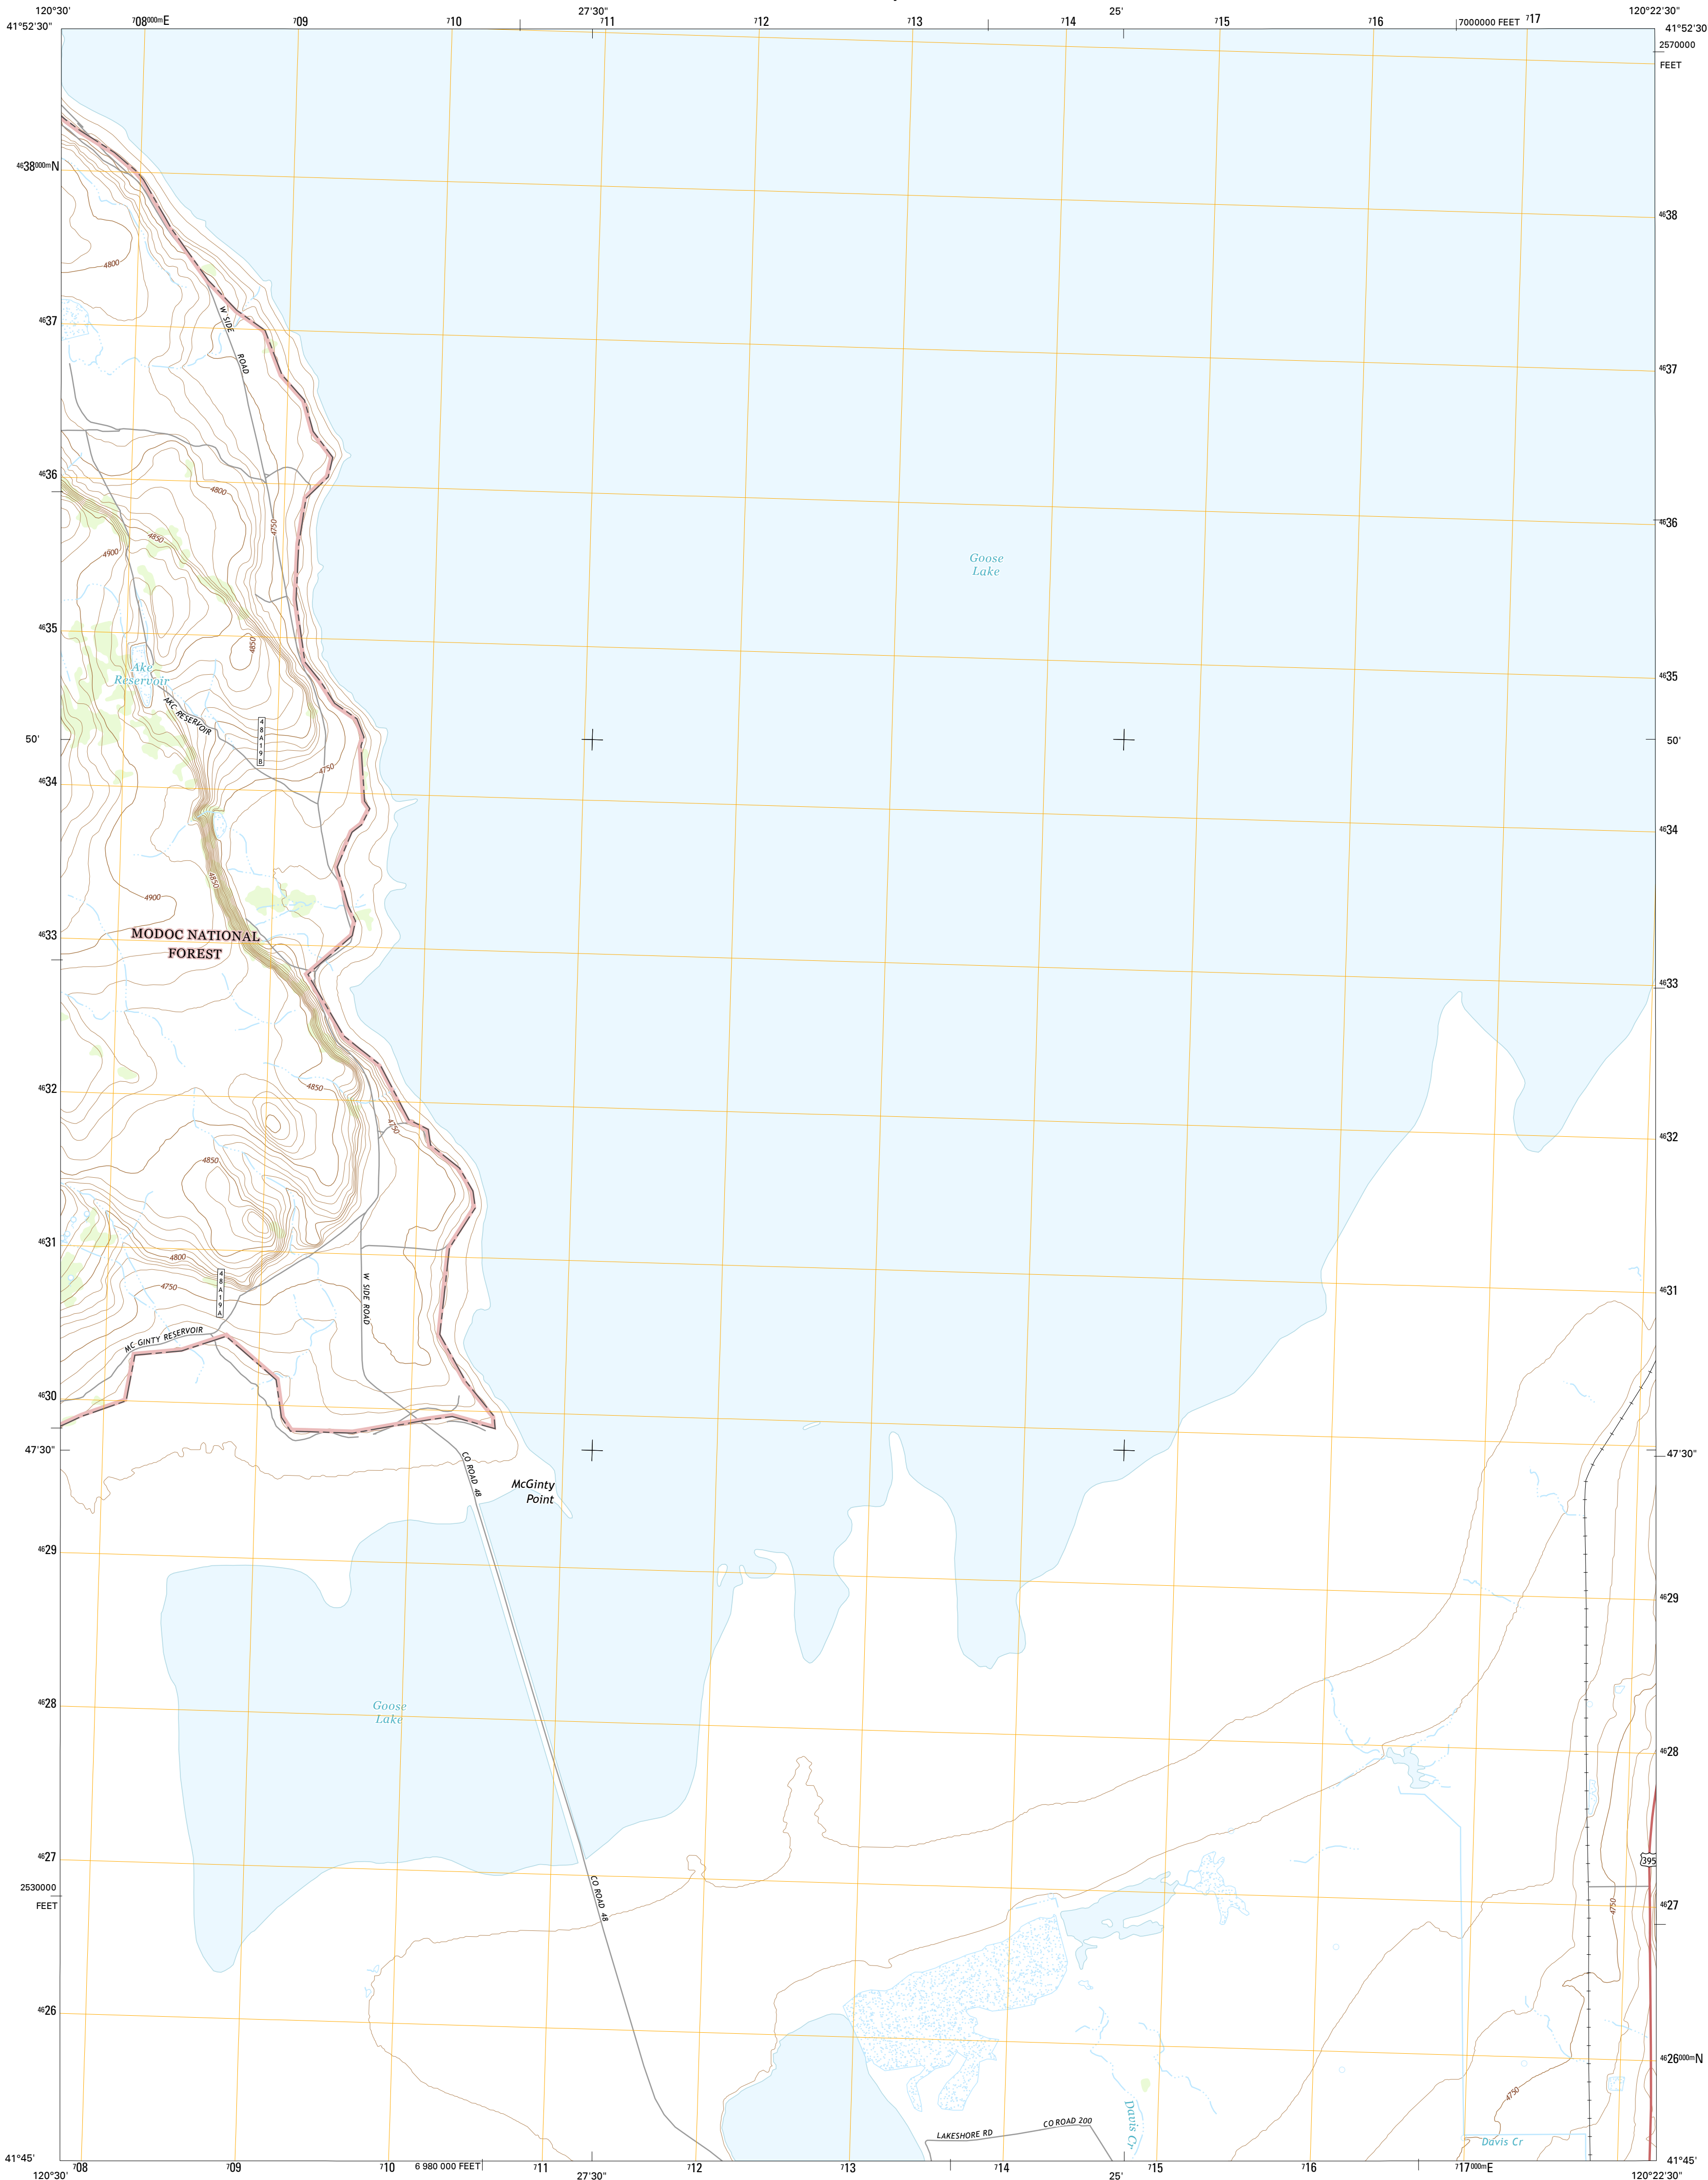 120°30' 27'30" 25' 120°22'30"
41°52'30" 708000mE 709 710 711 712 713 714 715 716 7000000 FEET 717 41°52'30
2570000
FEET
4638000mN
4638
4800
4637
W SIDE
ROAD
4637
4636
4800
4750
4636
4850
4900
Goose
Lake
4635
4850
Ake
Reservoir
4635
AKC RESERVOIR
48A19B
50'
50'
4750
4634
4634
4850
4900
MODOC NATIONAL
FOREST
4633
4633
4850
4632
4750
4632
4850
4631
4800
48A19A
4750
W SIDE ROAD
4631
MC GINTY RESERVOIR
4630
47'30"
47'30"
CO ROAD 48
McGinty
Point
4629
4629
Goose
Lake
4628
4628
4627
395
2530000
FEET
CO ROAD 48
4750
4627
4626
4626000mN
4750
Davis Cr
CO ROAD 200
LAKESHORE RD
Davis Cr
41°45' 708 709 710 6 980 000 FEET 711 712 713 714 715 716 717000mE 41°45'
120°30' 27'30" 25' 120°22'30"